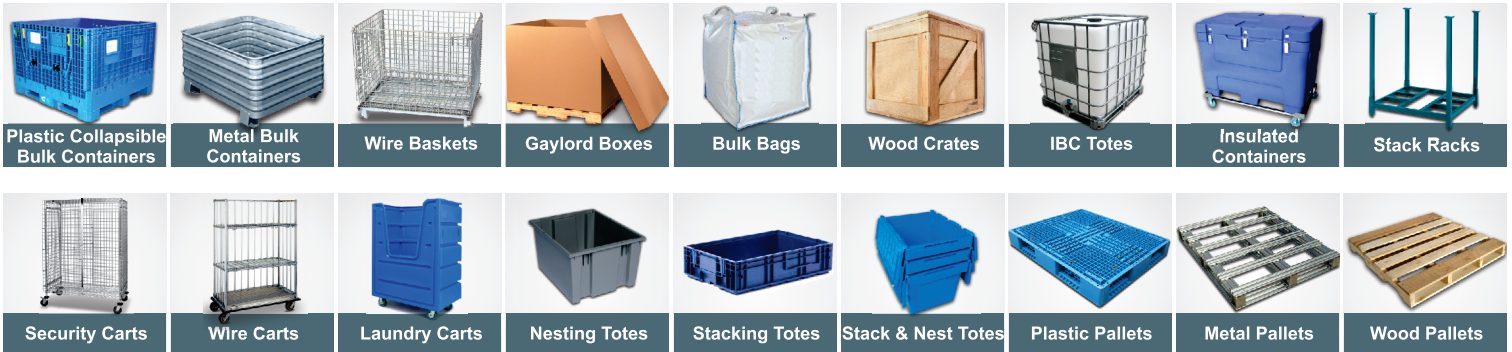 Plastic Collapsible
Bulk Containers
Metal Bulk
Containers
Wire Baskets
Gaylord Boxes
Bulk Bags
Wood Crates
IBC Totes
Insulated
Containers
Stack Racks
Security Carts
Wire Carts
Laundry Carts
Nesting Totes
Stacking Totes
Stack & Nest Totes
Plastic Pallets
Metal Pallets
Wood Pallets